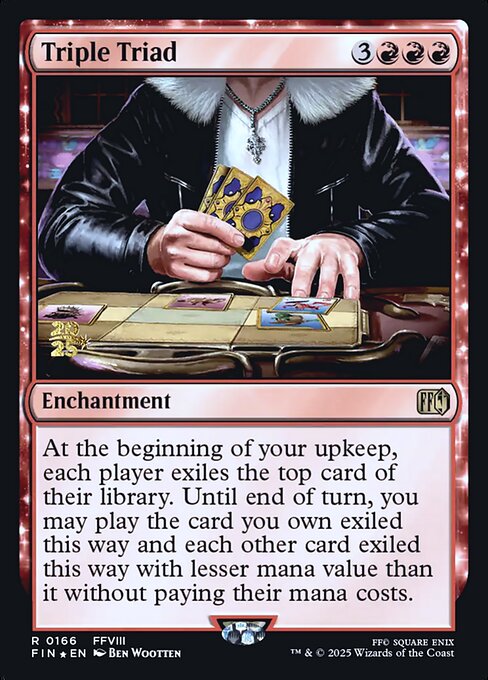 Triple Triad 3
2025
Enchantment FF
At the beginning of your upkeep,
each player exiles the top card of
their library. Until end of turn, you
may play the card you own exiled
this way and each other card exiled
this way with lesser mana value than
it without paying their mana costs.
R 0166 FFVIII FF© SQUARE ENIX
FIN★EN Ben Wootten ™ & © 2025 Wizards of the Coast